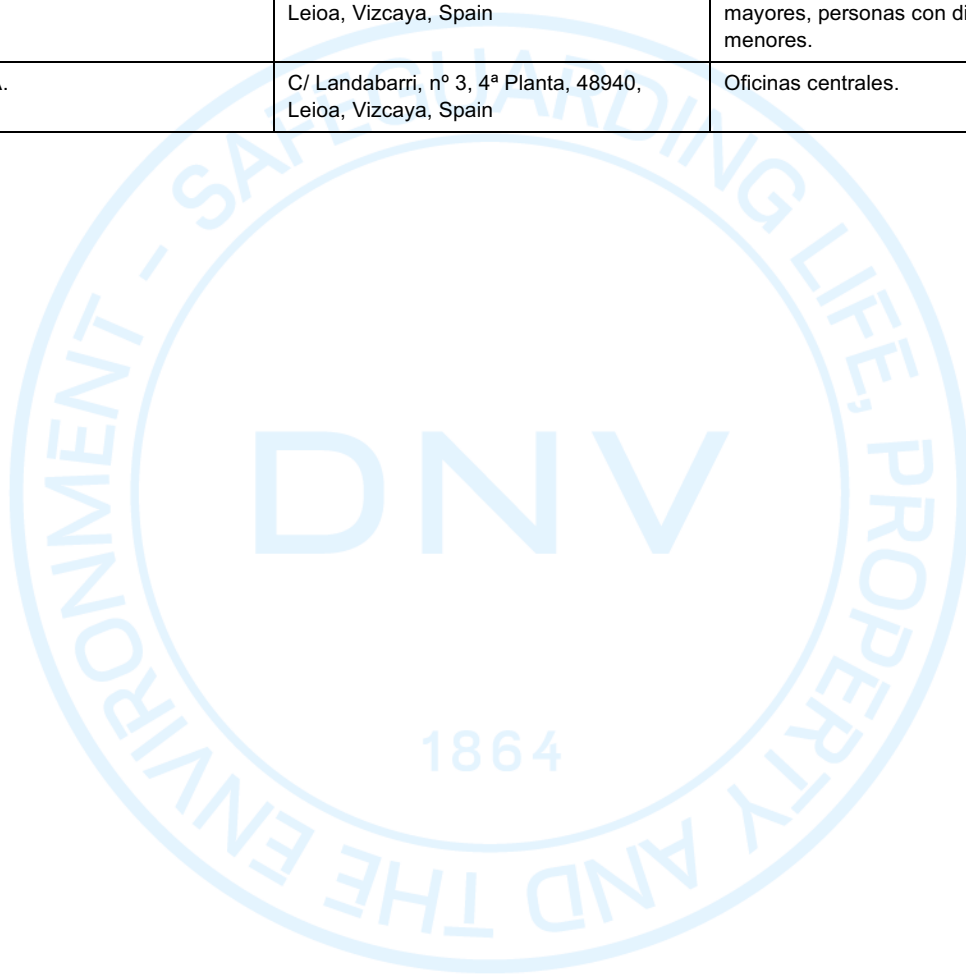 Leioa, Vizcaya, Spain
mayores, personas con
menores.
C/ Landabarri, nº 3, 4ª Planta, 48940,
Leioa, Vizcaya, Spain
Oficinas centrales.
SAFEGUARDING LIFE, PROPERTY AND THE ENVIRONMENT -
DNV
1864